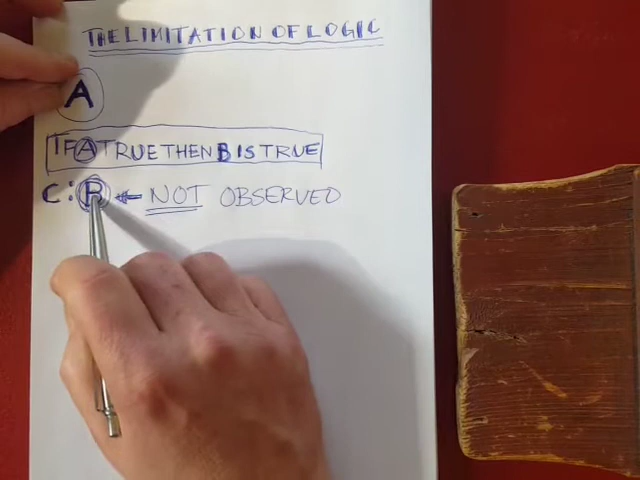 THE LIMITATION OF LOGIC
A
IF A TRUE THEN B IS TRUE
C: B ← NOT OBSERVED